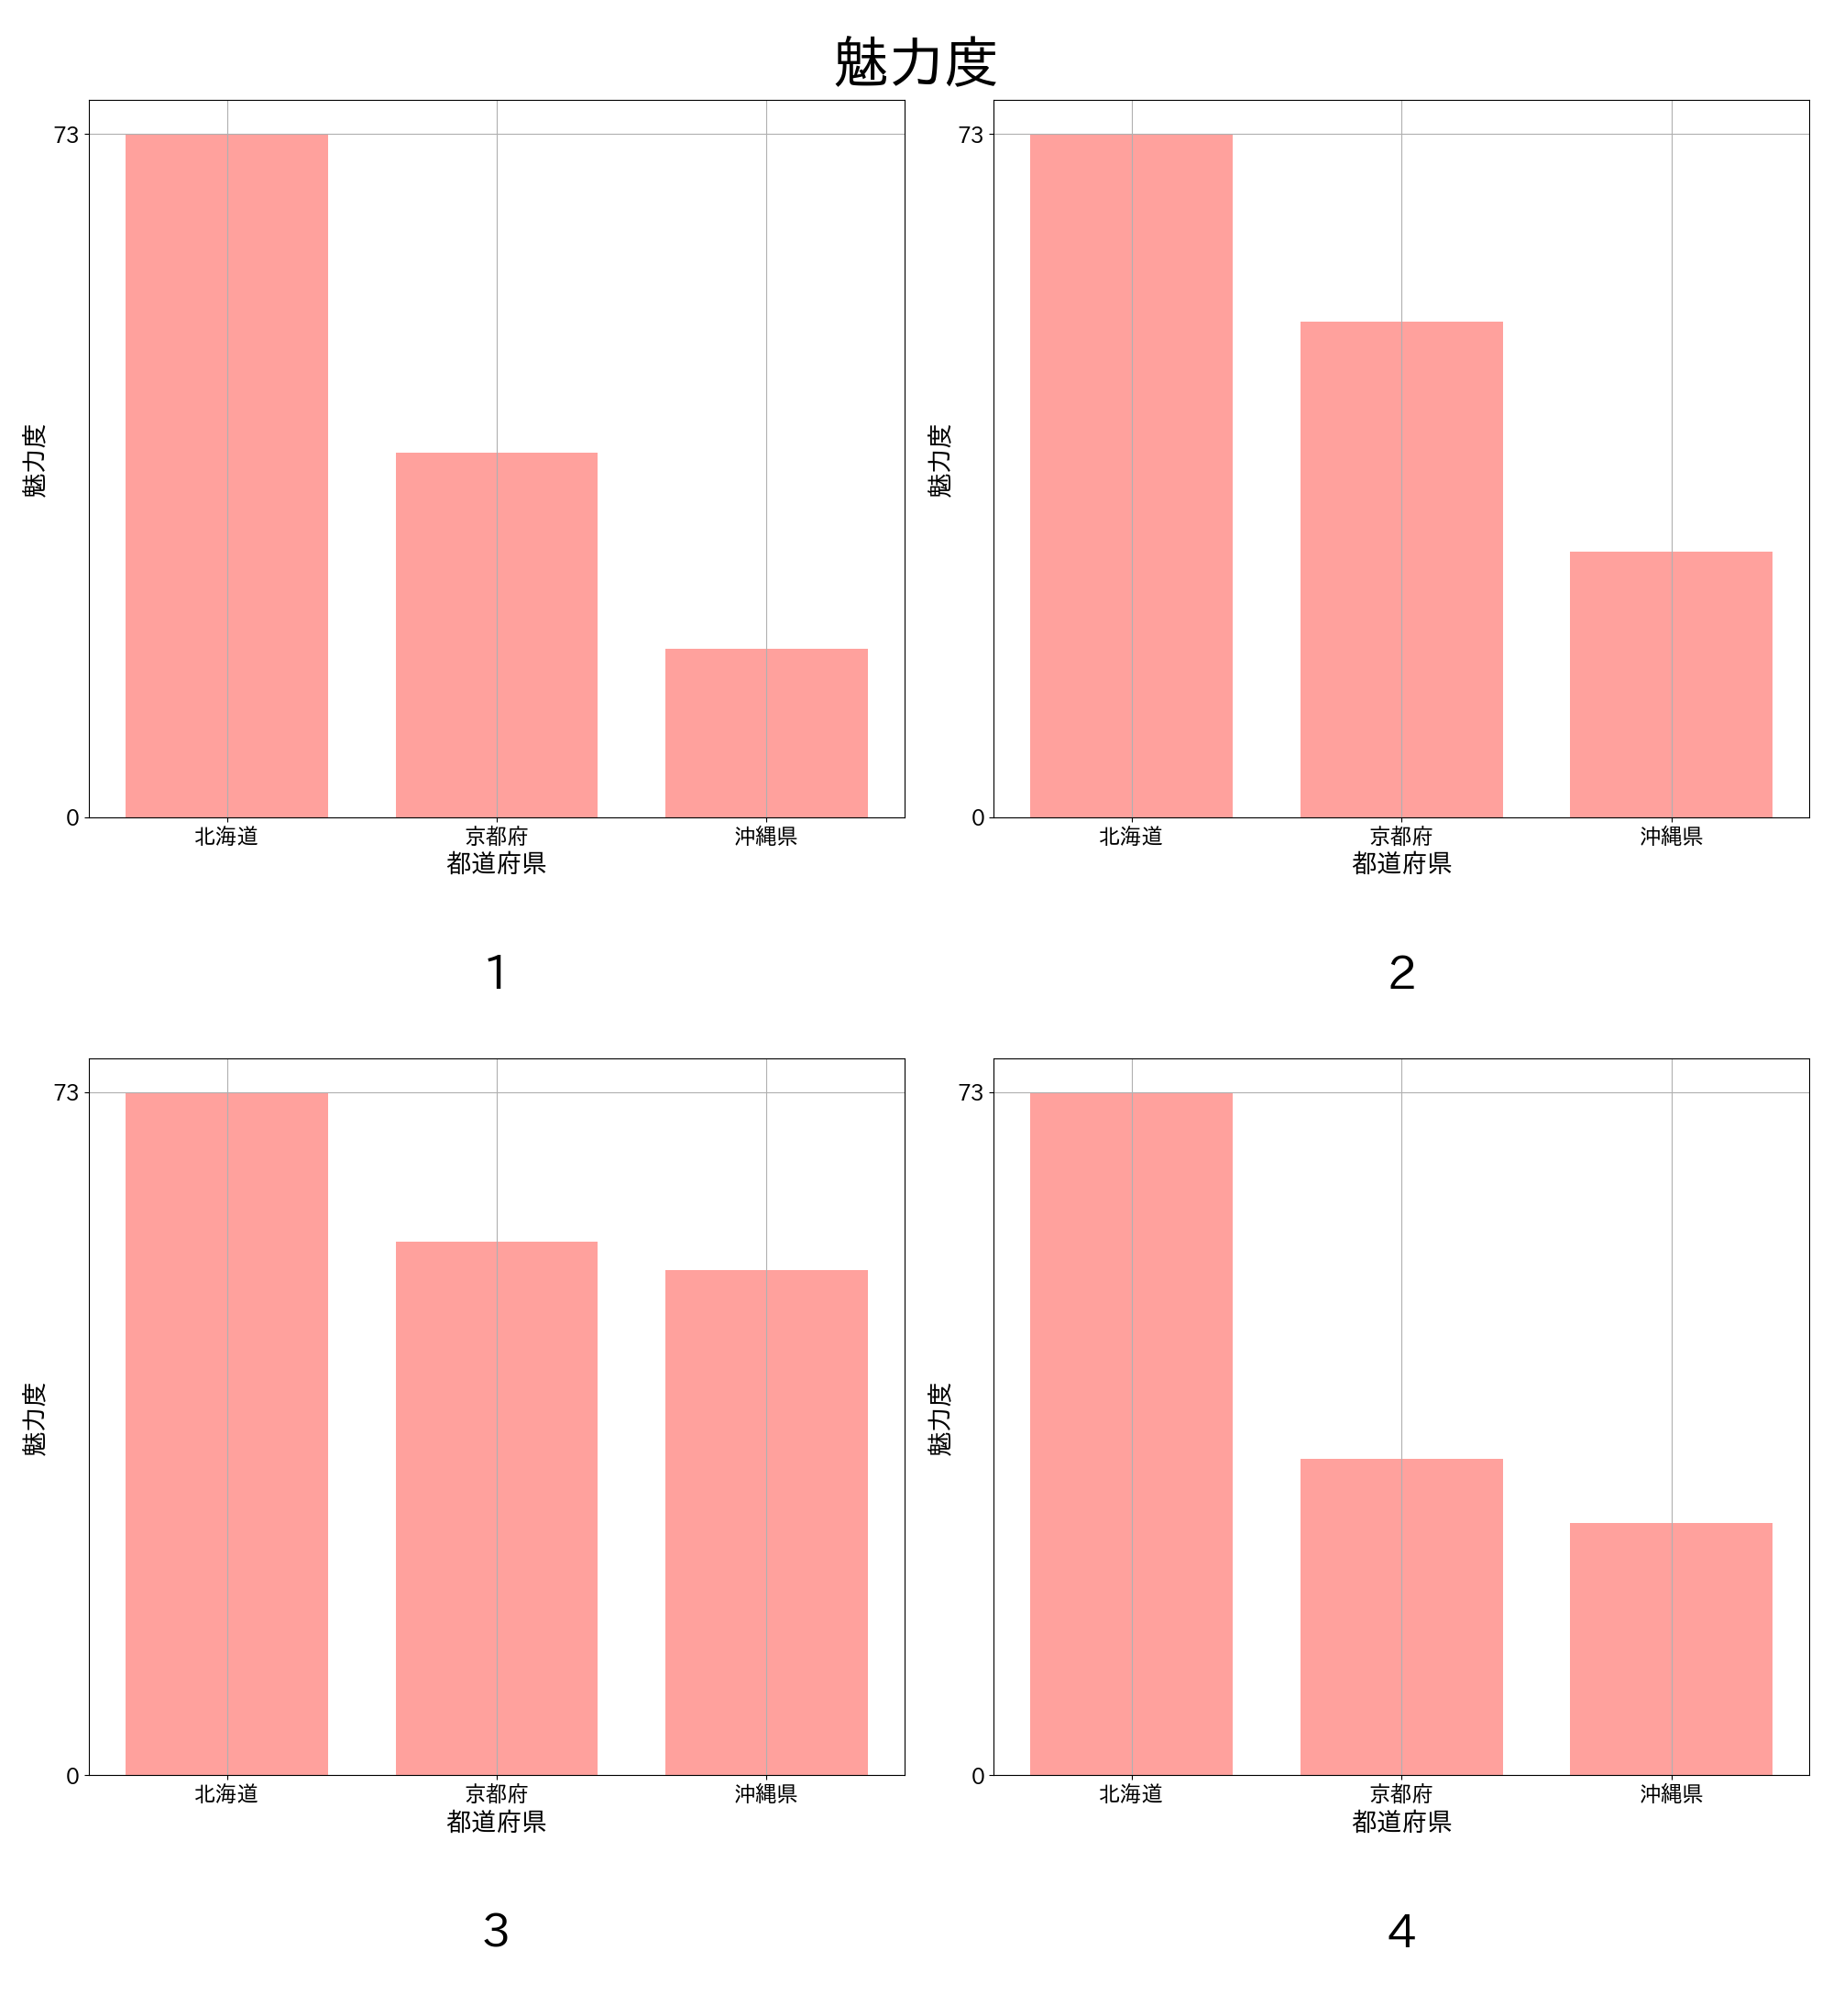 魅力度
73
魅力度
0
北海道 京都府 沖縄県
都道府県
1
73
魅力度
0
北海道 京都府 沖縄県
都道府県
2
73
魅力度
0
北海道 京都府 沖縄県
都道府県
3
73
魅力度
0
北海道 京都府 沖縄県
都道府県
4